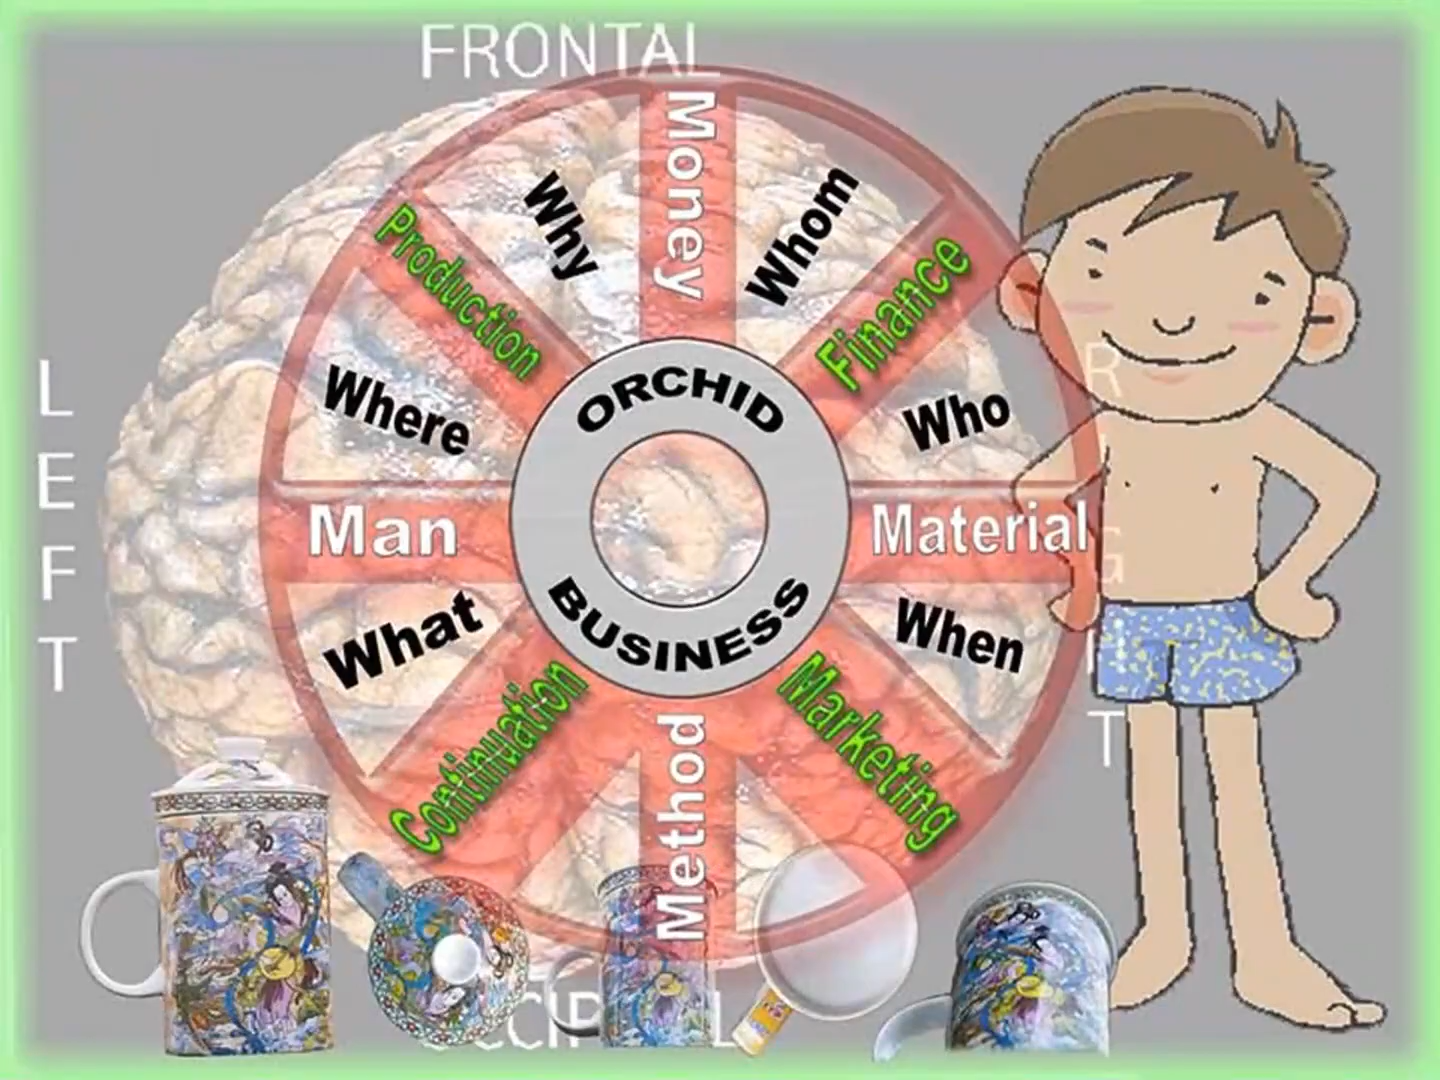 FRONTAL
Money
Why
Whom
Production
Finance
Where
Who
ORCHID
LEFT
Man
Material
BUSINESS
What
When
Continuation
Marketing
Method